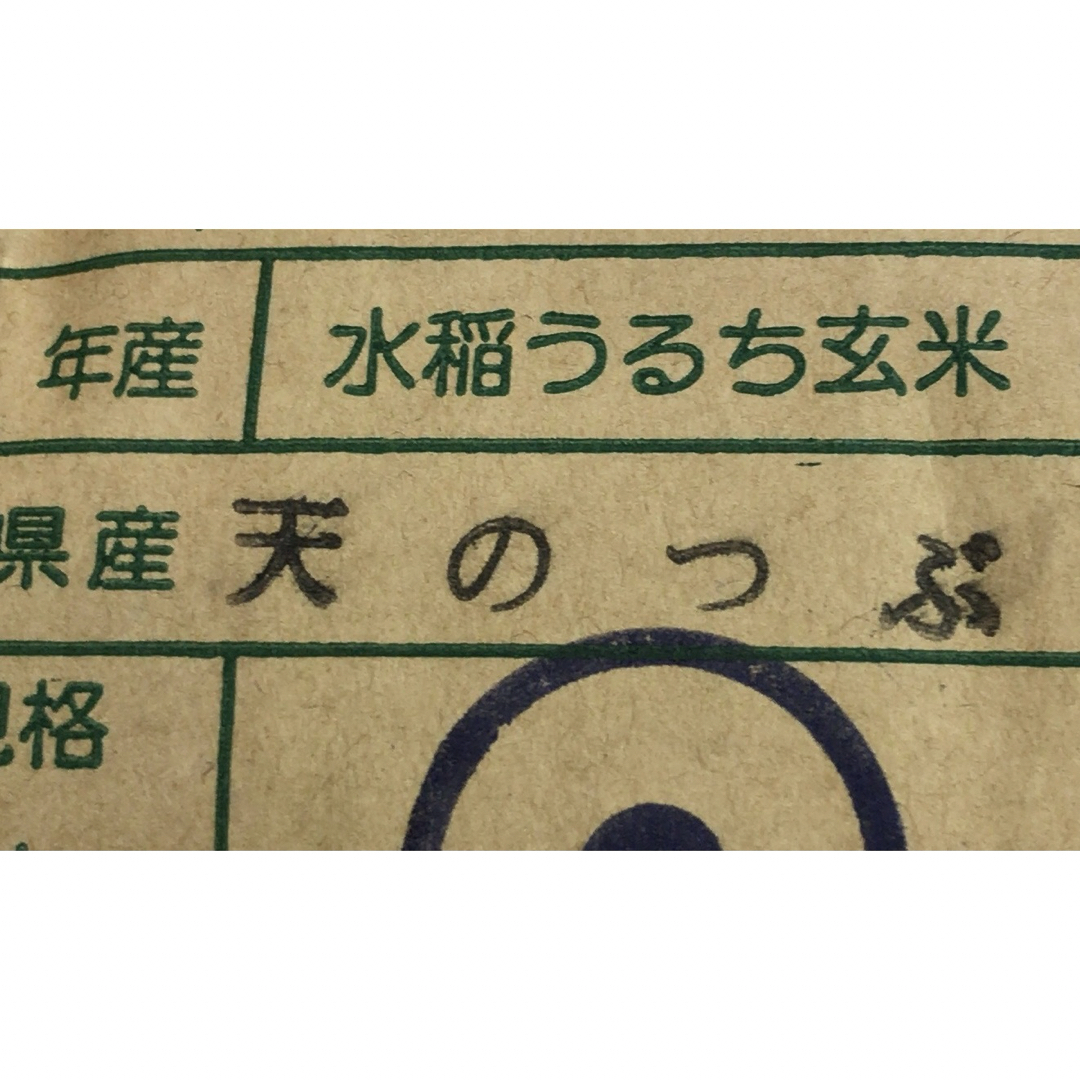 年産 水稲うるち玄米
県産 天のつぶ
格